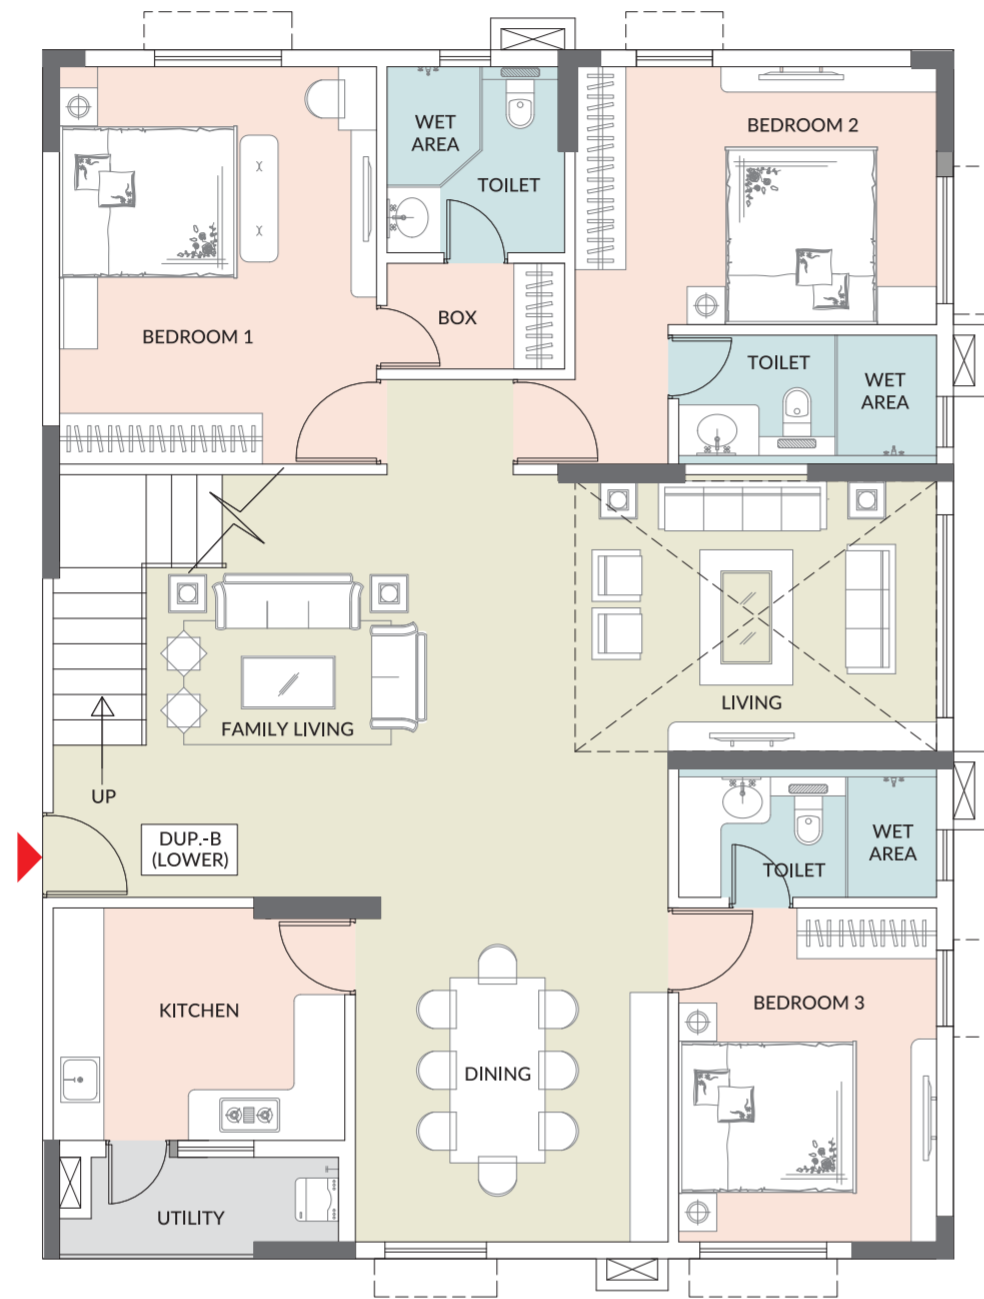 WET
AREA
TOILET
BEDROOM 2
BOX
BEDROOM 1
TOILET
WET
AREA
LIVING
FAMILY LIVING
UP
DUP.-B
(LOWER)
WET
AREA
TOILET
KITCHEN
BEDROOM 3
DINING
UTILITY